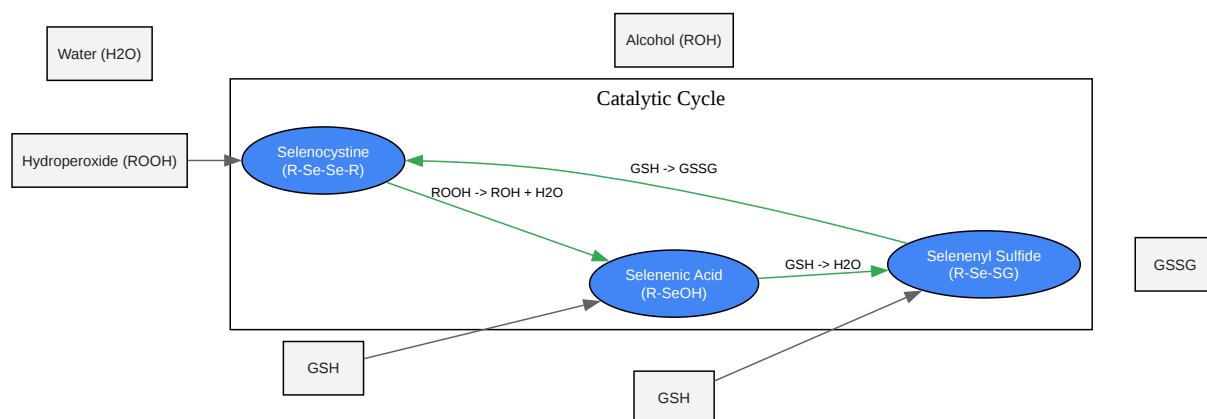 Water (H2O)
Alcohol (ROH)
Catalytic Cycle
Hydroperoxide (ROOH)
Selenocystine
(R-Se-Se-R)
GSH -> GSSG
ROOH -> ROH + H2O
Selenenic Acid
(R-SeOH)
GSH -> H2O
Selenenyl Sulfide
(R-Se-SG)
GSSG
GSH
GSH